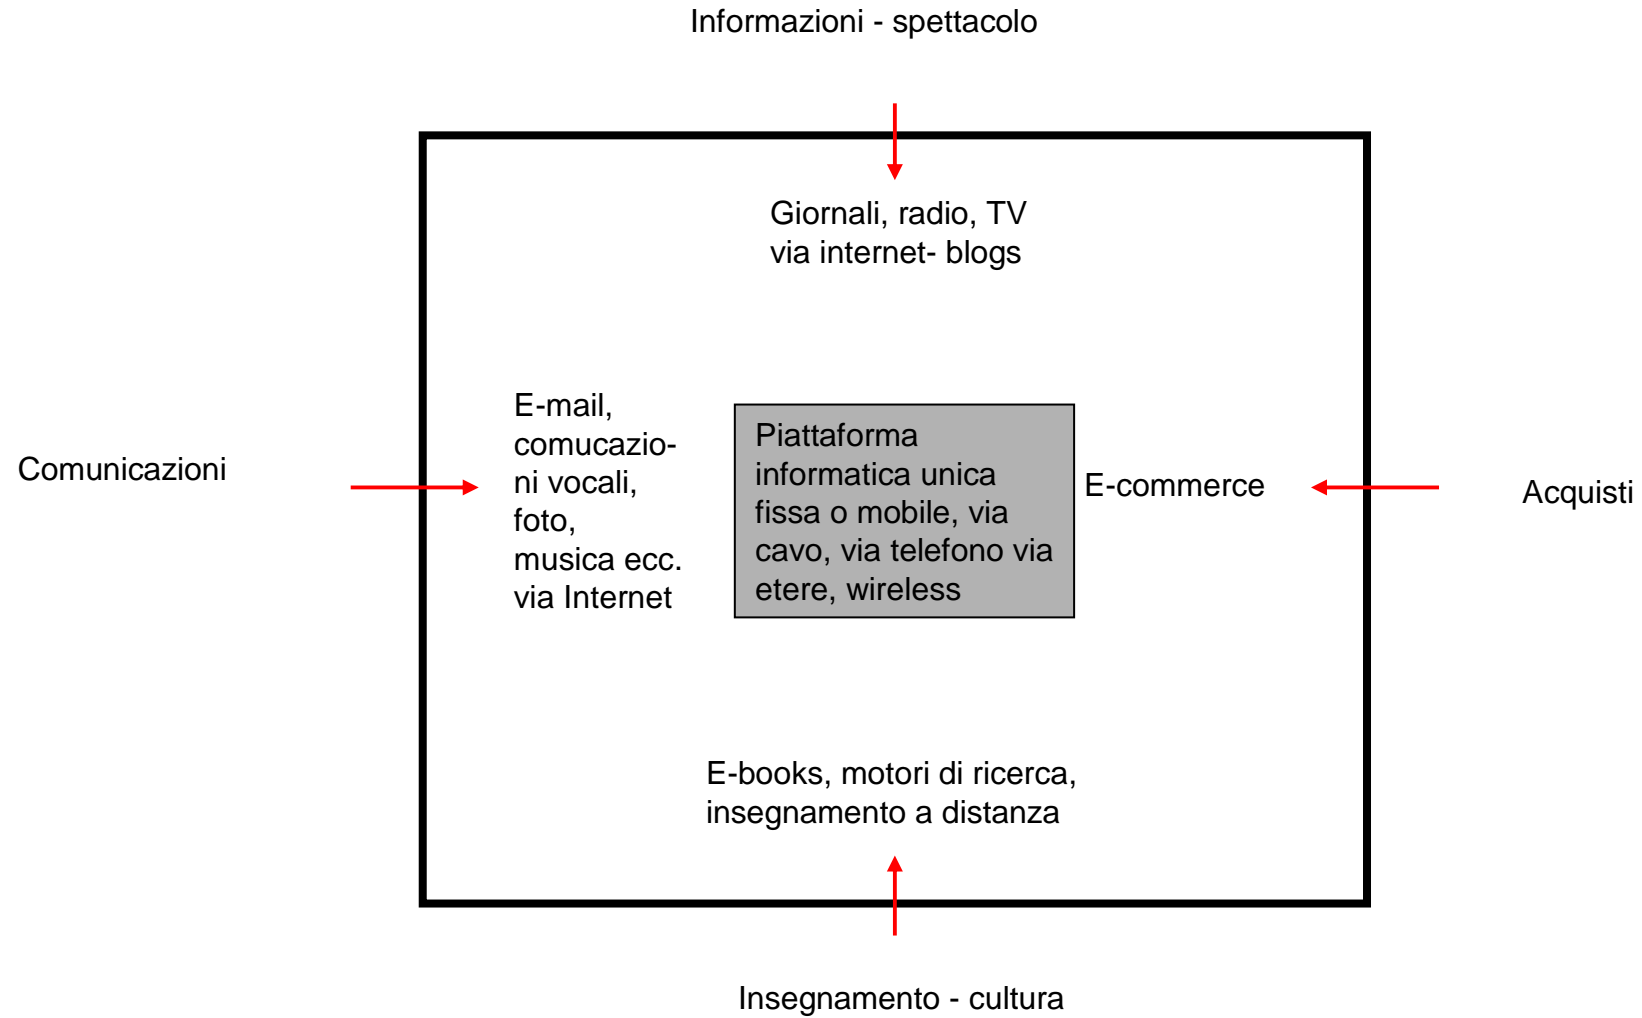 Informazioni - spettacolo
Giornali, radio, TV
via internet- blogs
Comunicazioni
E-mail,
comucazio-
ni vocali,
foto,
musica ecc.
via Internet
Piattaforma
informatica unica
fissa o mobile, via
cavo, via telefono via
etere, wireless
E-commerce
Acquisti
E-books, motori di ricerca,
insegnamento a distanza
Insegnamento - cultura